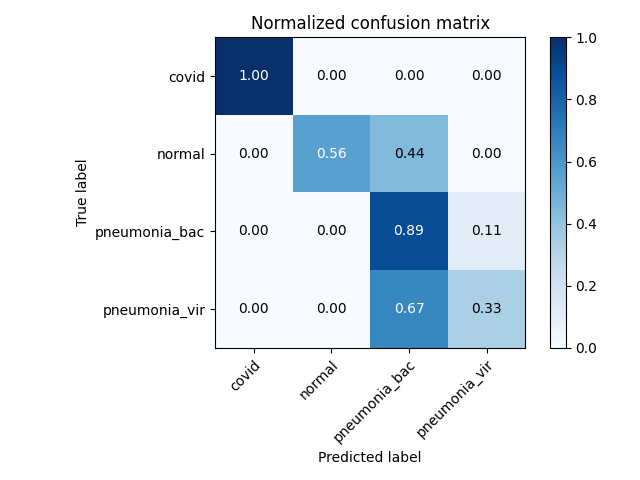 Normalized confusion matrix
True label
covid 1.00 0.00 0.00 0.00
normal 0.00 0.56 0.44 0.00
pneumonia_bac 0.00 0.00 0.89 0.11
pneumonia_vir 0.00 0.00 0.67 0.33
covid normal pneumonia_bac pneumonia_vir
Predicted label
1.0
0.8
0.6
0.4
0.2
0.0